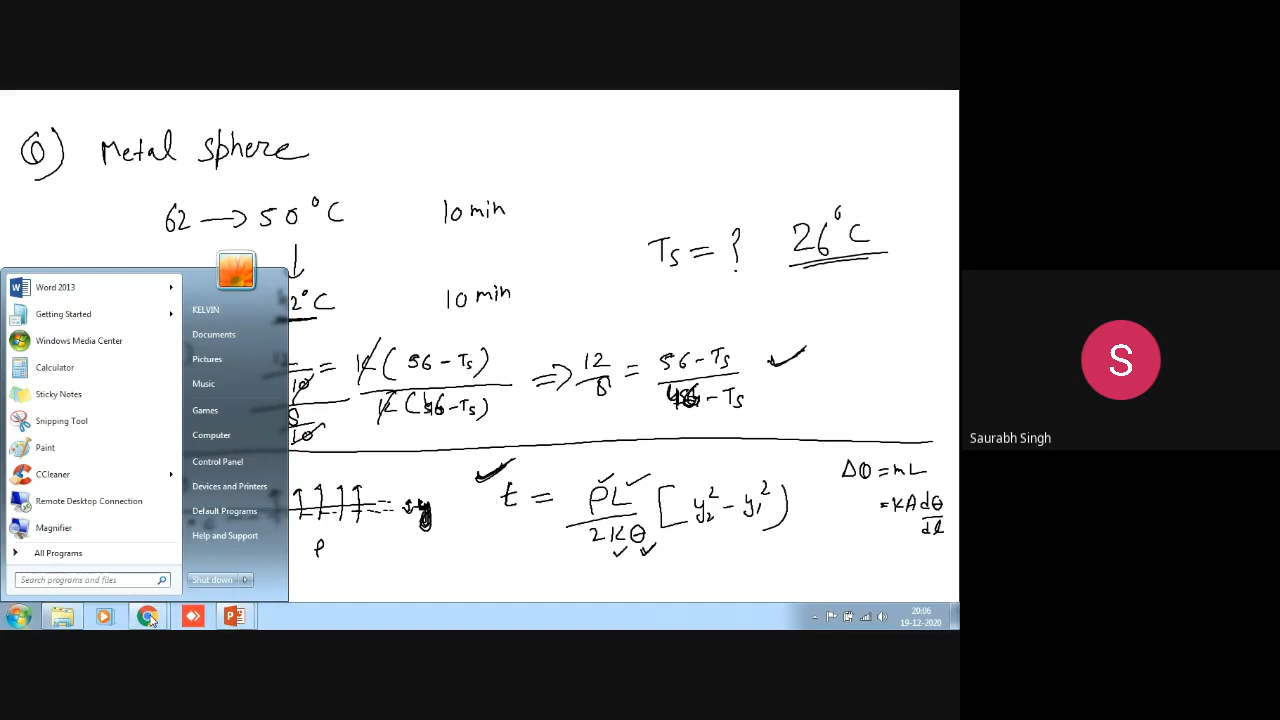 6) Metal sphere
62 → 50°C 10 min
Ts = ? 26°C
2°C 10 min
= K(56 - Ts) ⇒ 12 = 56 - Ts
10 K( -Ts) 8 - Ts
8
10
t = ρL [y₂² - y₁²)
2Kθ
Δθ = mL
= KA dθ
dl
ρ
Word 2013
Getting Started
Windows Media Center
Calculator
Sticky Notes
Snipping Tool
Paint
CCleaner
Remote Desktop Connection
Magnifier
All Programs
Search programs and files
KELVIN
Documents
Pictures
Music
Games
Computer
Control Panel
Devices and Printers
Default Programs
Help and Support
Shut down
20:06
19-12-2020
S
Saurabh Singh